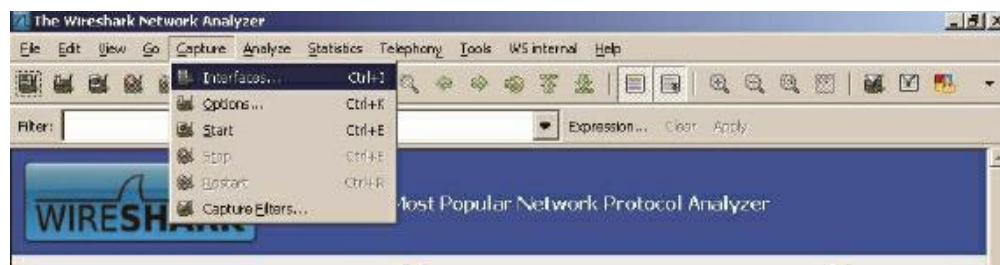 The Wireshark Network Analyzer
File Edit View Go Capture Analyze Statistics Telephony Tools WS internal Help
Interfaces... Ctrl+I
Options... Ctrl+K
Start Ctrl+E
Stop Ctrl+E
Restart Ctrl+R
Capture Filters...
Filter: Expression... Clear Apply
WIRESHARK
Most Popular Network Protocol Analyzer